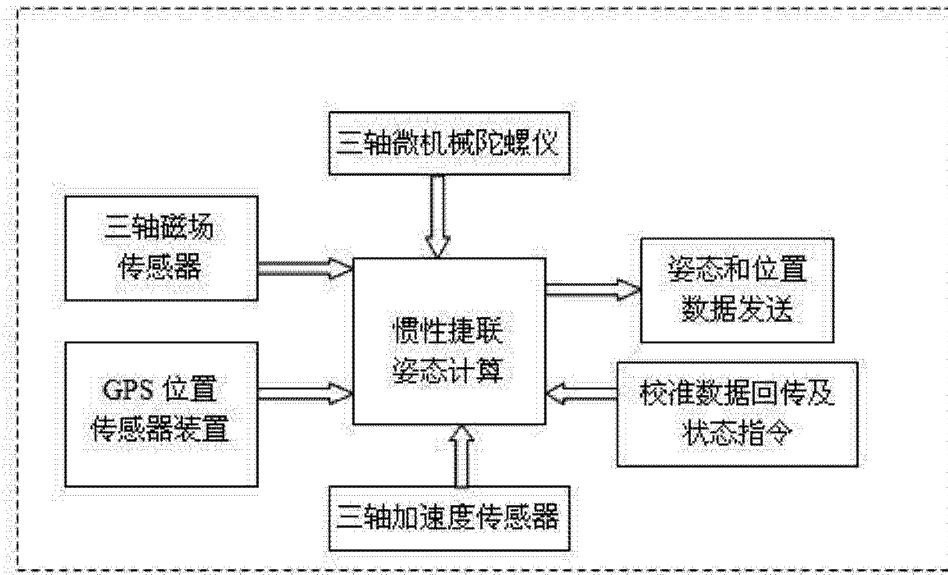 三轴微机械陀螺仪
三轴磁场
传感器
姿态和位置
数据发送
惯性捷联
姿态计算
GPS 位置
传感器装置
校准数据回传及
状态指令
三轴加速度传感器